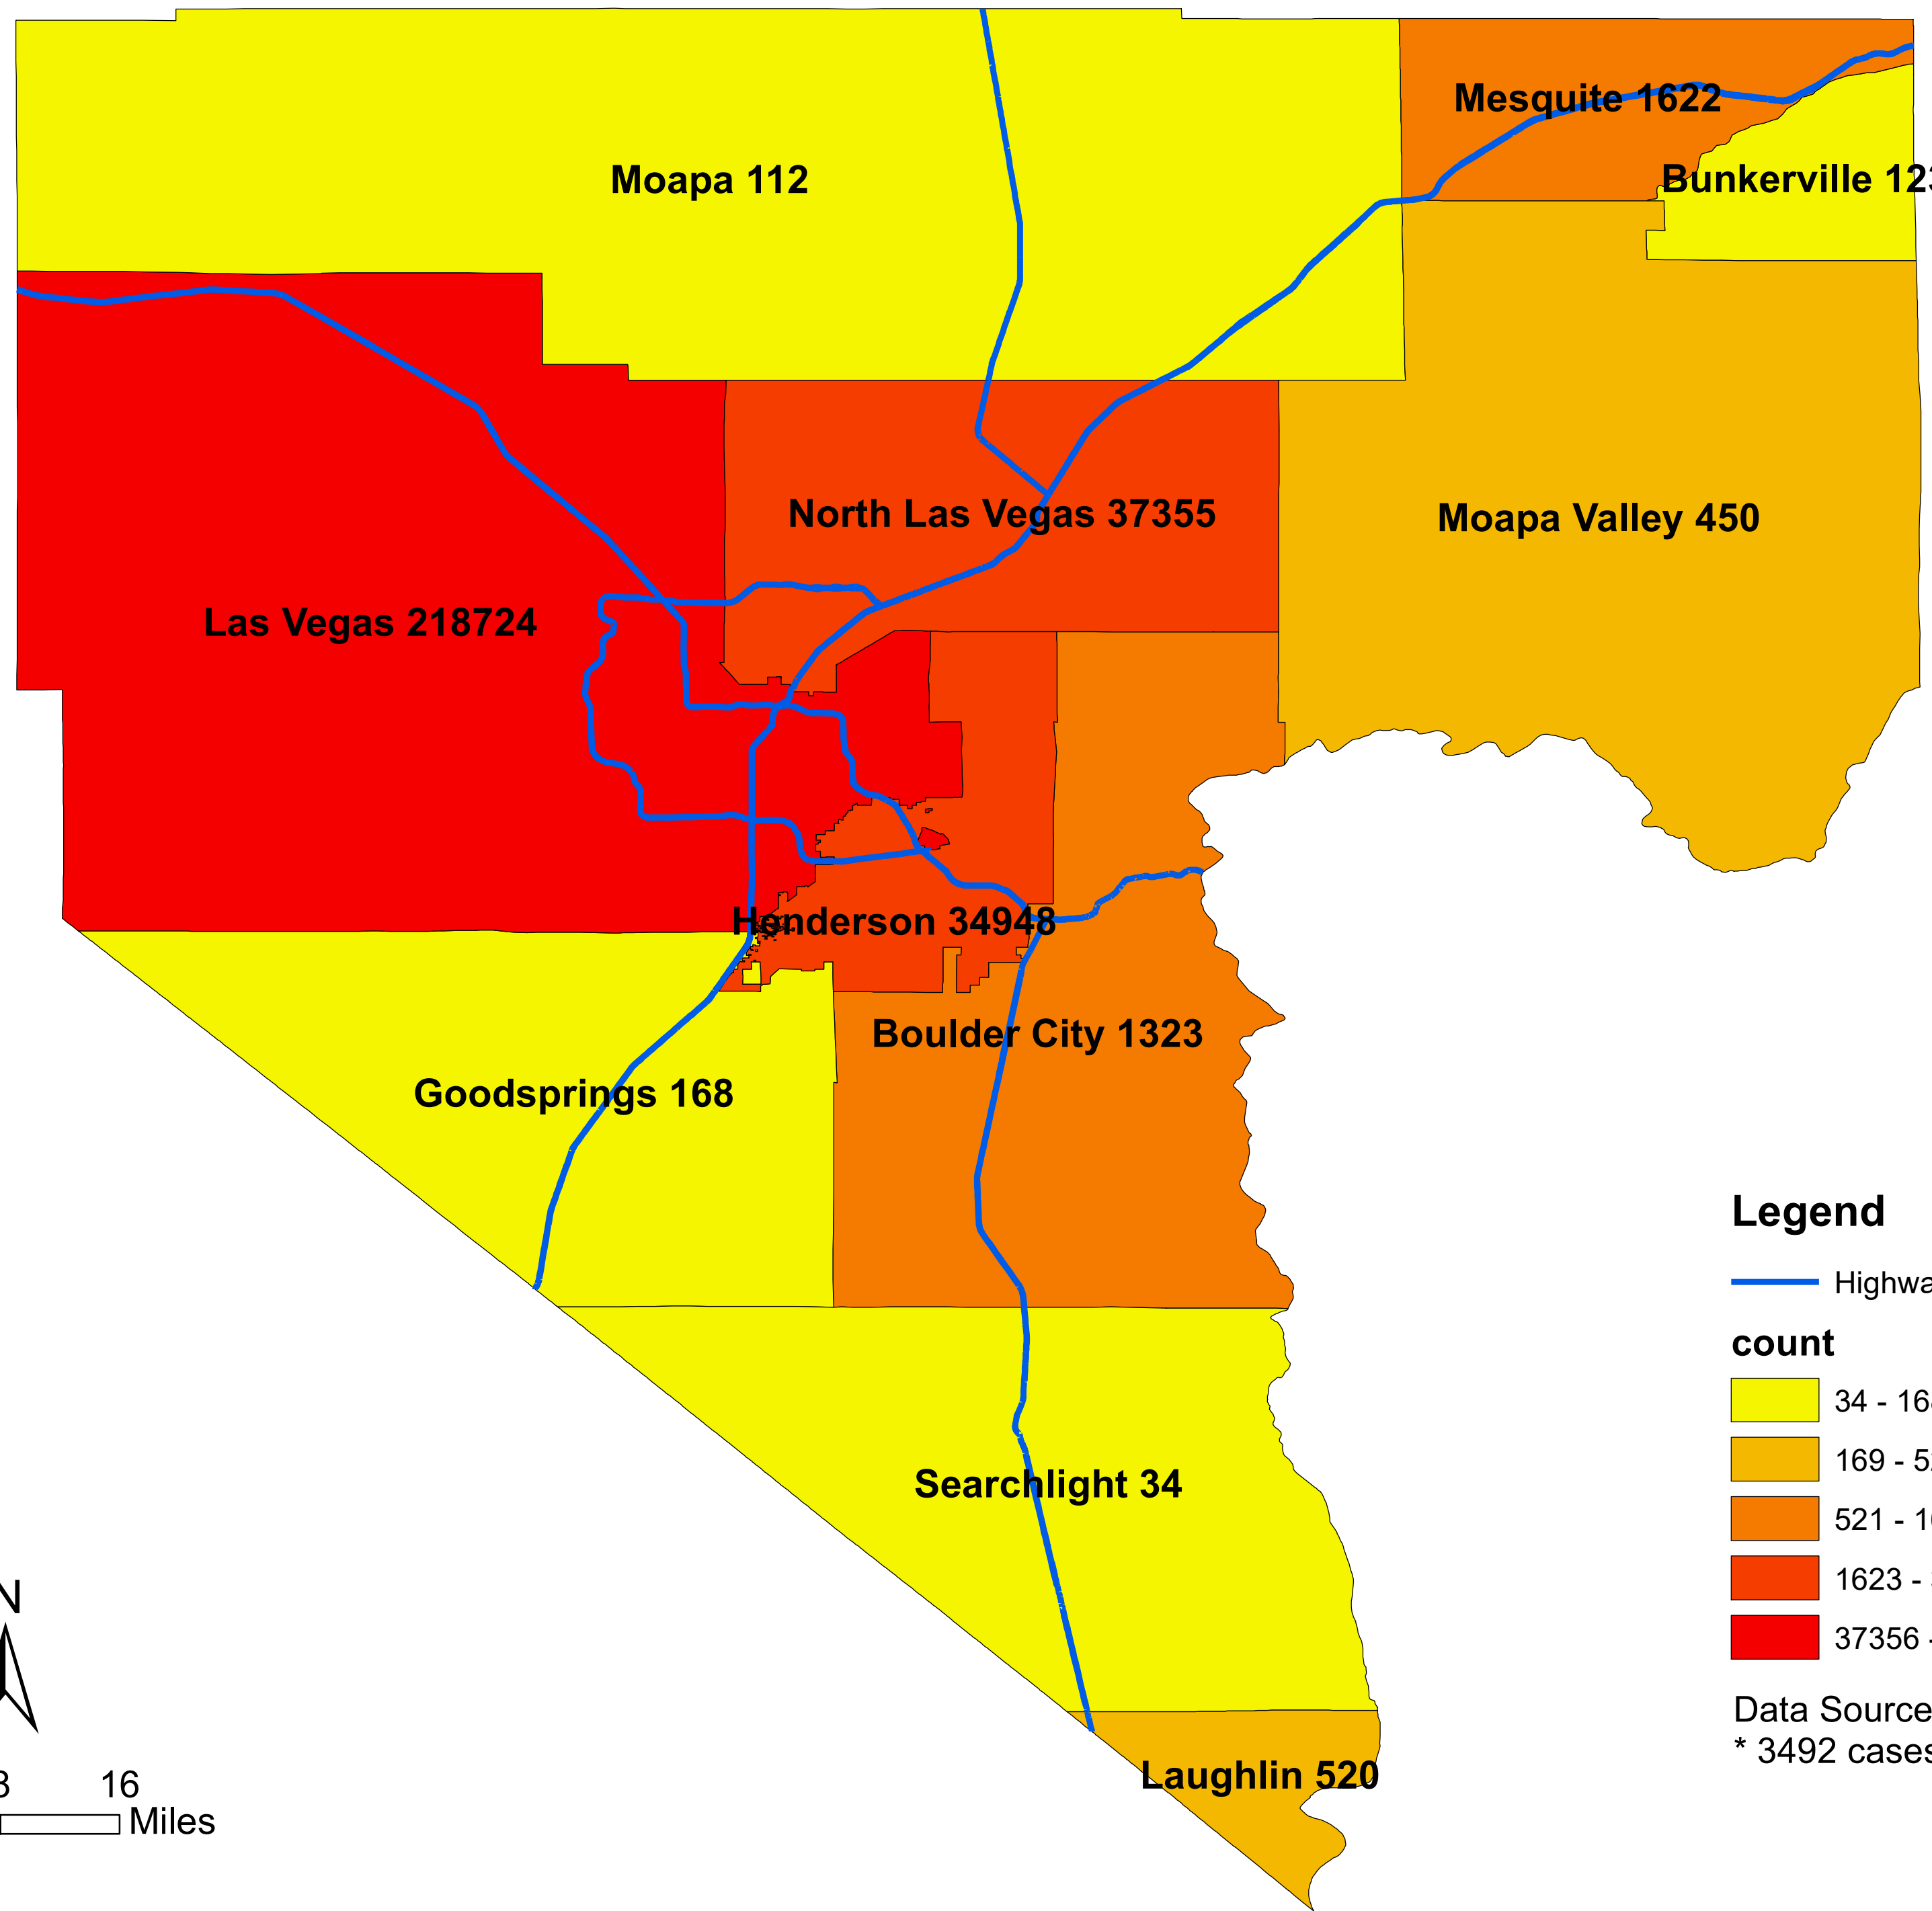 Mesquite 1622
Moapa 112
Bunkerville 123
North Las Vegas 37355
Moapa Valley 450
Las Vegas 218724
Henderson 34948
Boulder City 1323
Goodsprings 168
Searchlight 34
Laughlin 520
Legend
count
34 -
169 -
521 -
1623 -
37356 -
Data Source
* 3492 cases
N
16
Miles